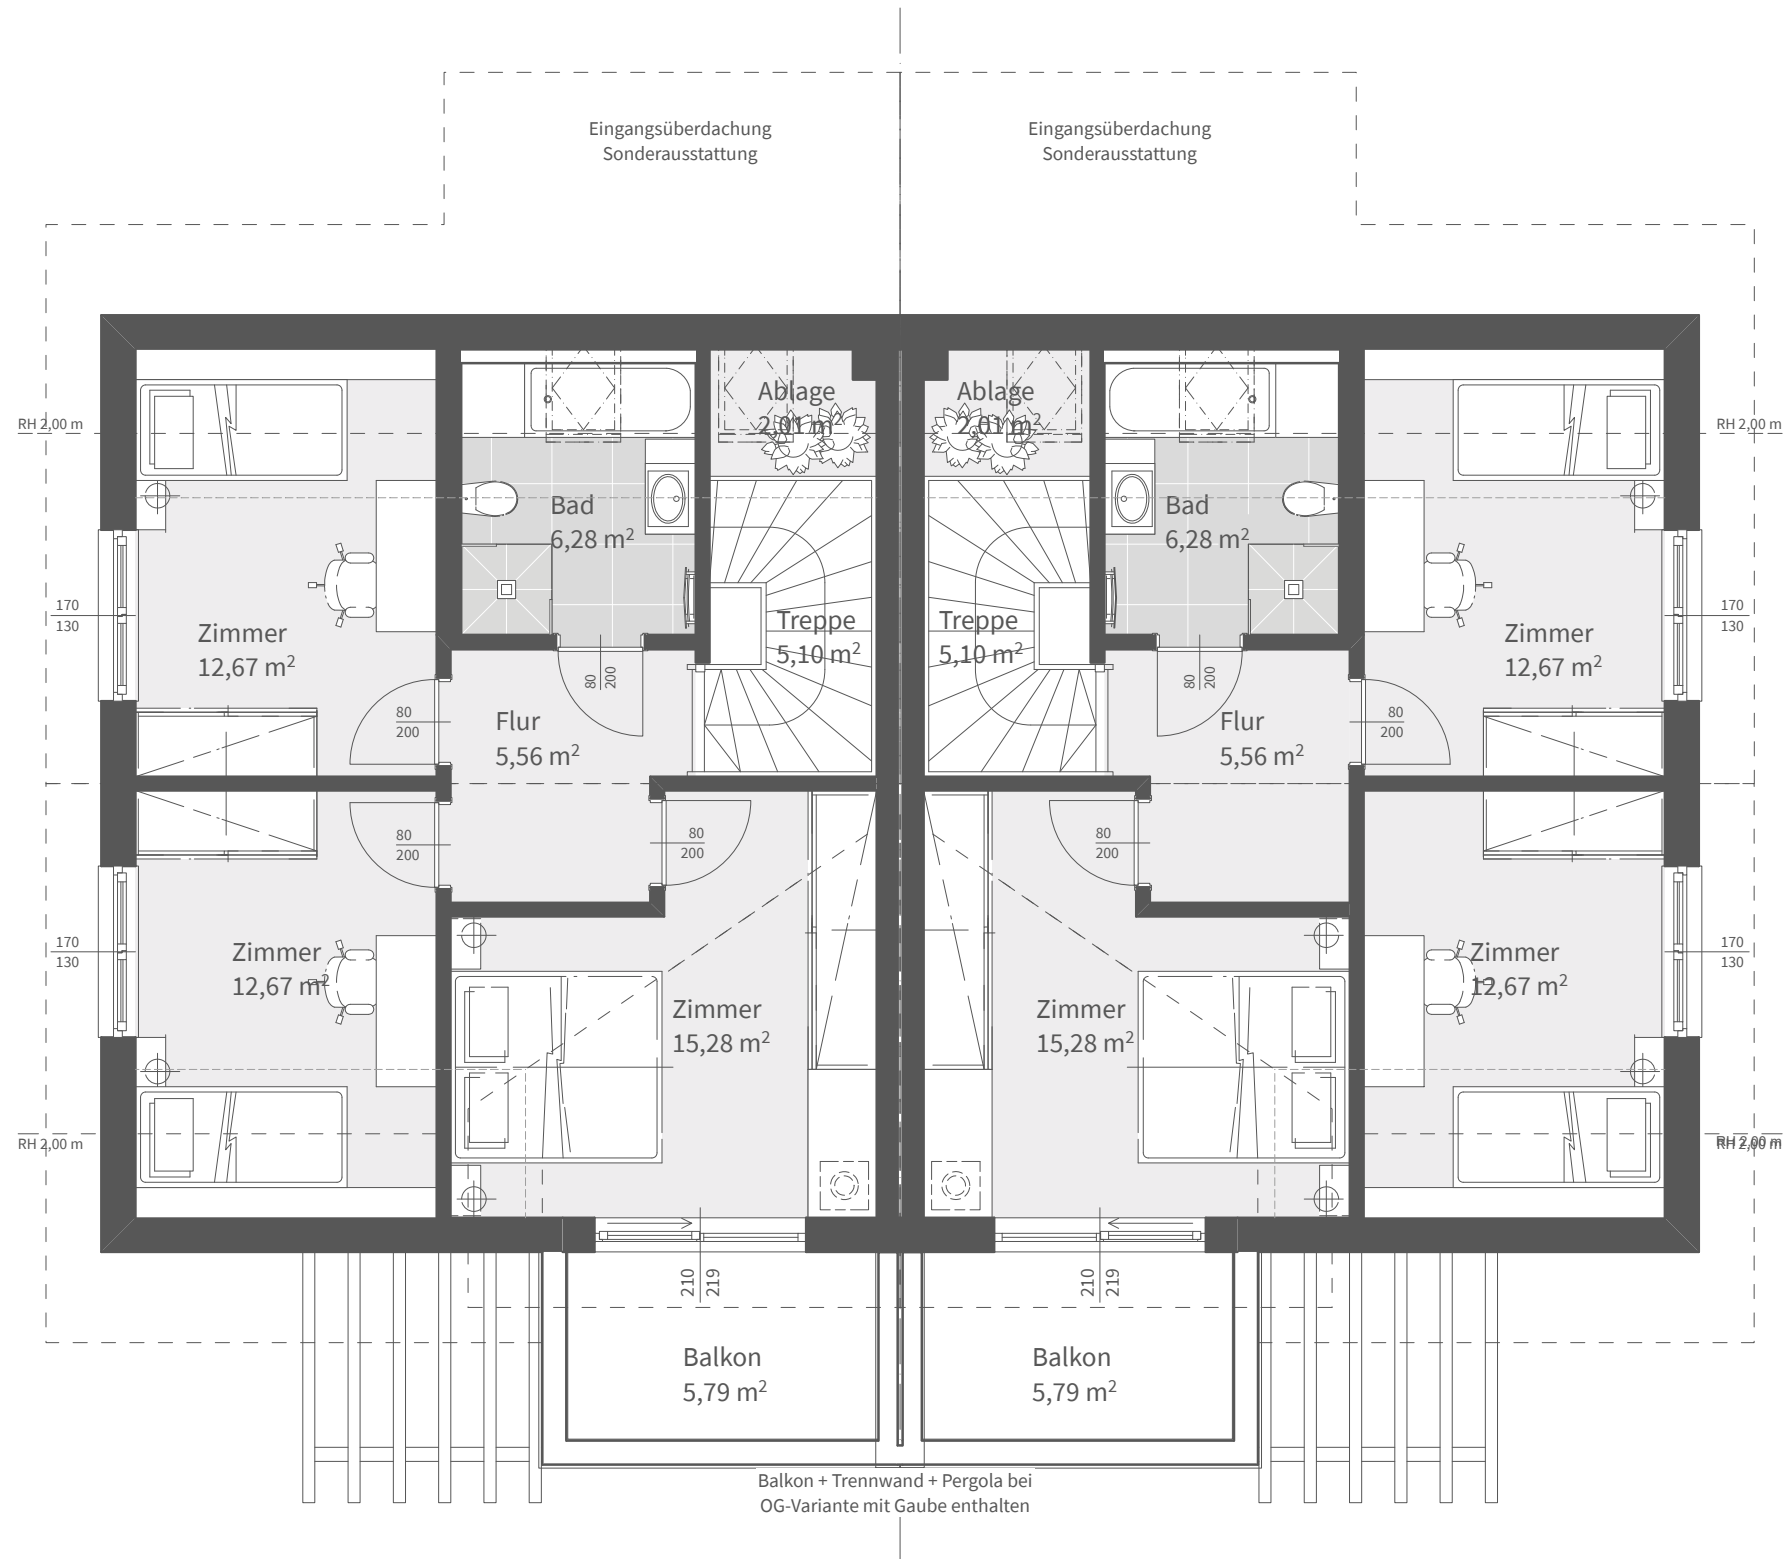 Eingangsüberdachung
Sonderausstattung
Eingangsüberdachung
Sonderausstattung
Ablage
2,01 m²
Ablage
2,01 m²
RH 2,00 m
RH 2,00 m
Bad
6,28 m²
Bad
6,28 m²
170
130
Zimmer
12,67 m²
Treppe
5,10 m²
Treppe
5,10 m²
Zimmer
12,67 m²
170
130
80
200
80
200
80
200
Flur
5,56 m²
Flur
5,56 m²
80
200
80
200
80
200
80
200
170
130
Zimmer
12,67 m²
Zimmer
15,28 m²
Zimmer
15,28 m²
Zimmer
12,67 m²
170
130
RH 2,00 m
RH 2,00 m
210
219
210
219
Balkon
5,79 m²
Balkon
5,79 m²
Balkon + Trennwand + Pergola bei
OG-Variante mit Gaube enthalten